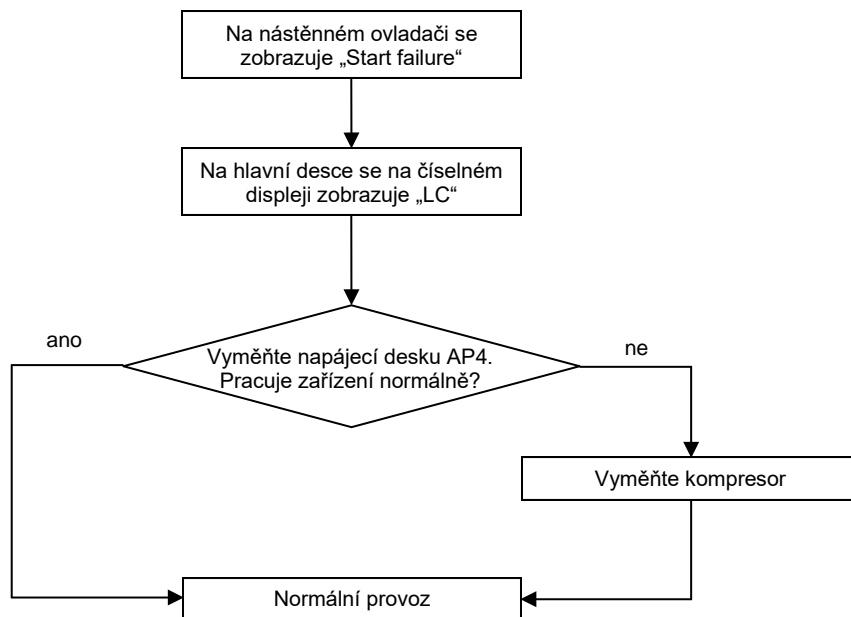 Na nástěnném ovladači se
zobrazuje „Start failure“
Na hlavní desce se na číselném
displeji zobrazuje „LC“
ano
Vyměňte napájecí desku AP4.
Pracuje zařízení normálně?
ne
Vyměňte kompresor
Normální provoz